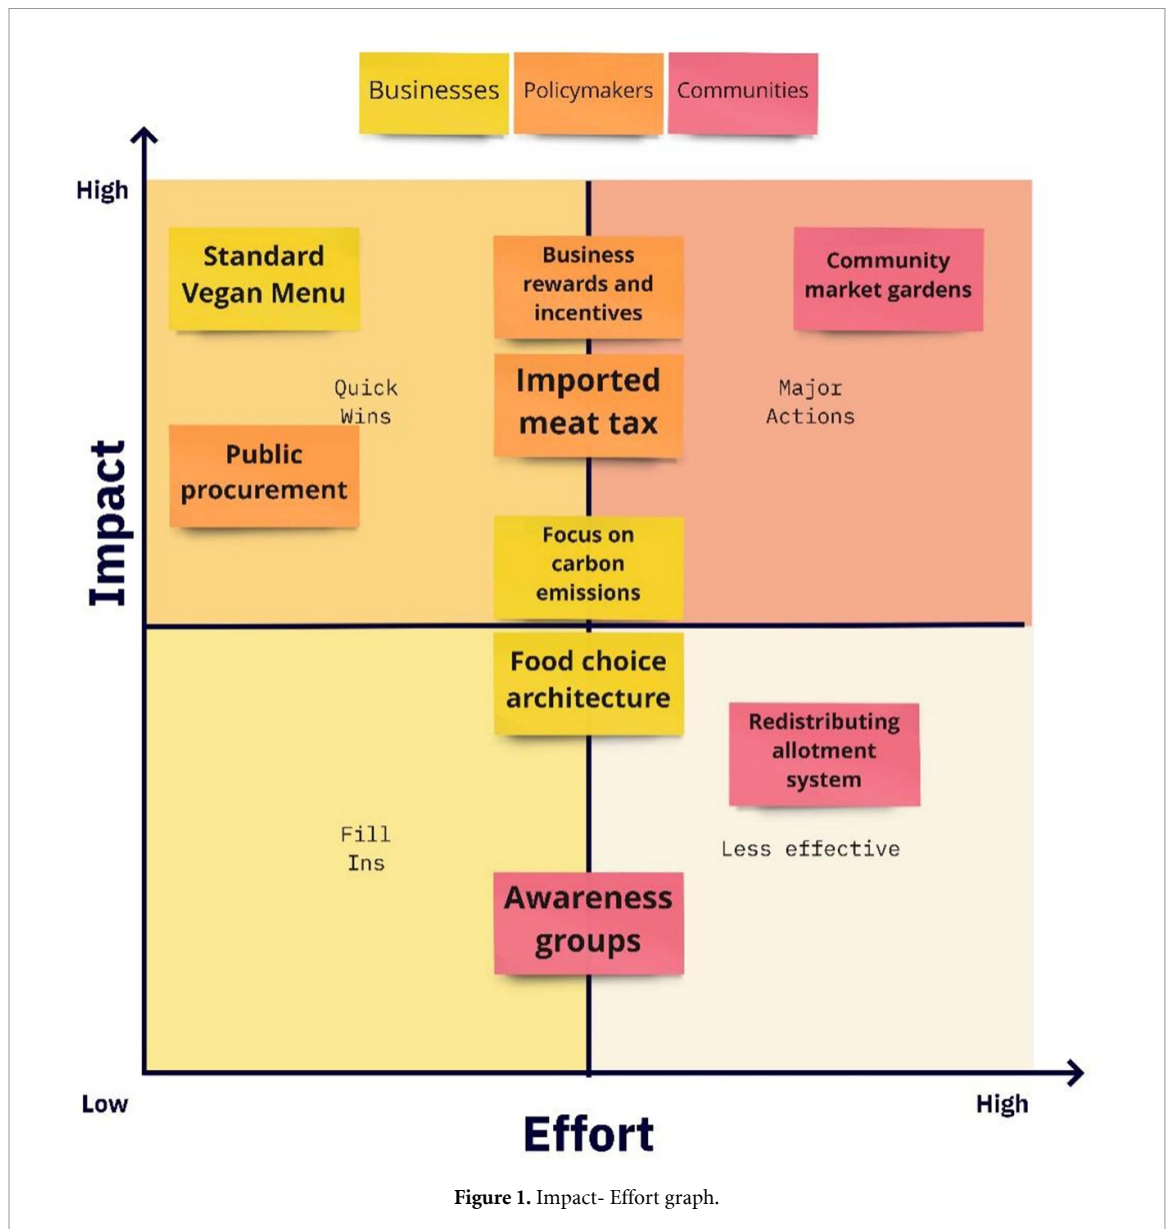 Businesses
Policymakers
Communities
High
Standard
Vegan Menu
Business
rewards and
incentives
Community
market gardens
Quick
Wins
Imported
meat tax
Major
Actions
Public
procurement
Impact
Focus on
carbon
emissions
Food choice
architecture
Redistributing
allotment
system
Fill
Ins
Less effective
Awareness
groups
Low
High
Effort
Figure 1. Impact- Effort graph.